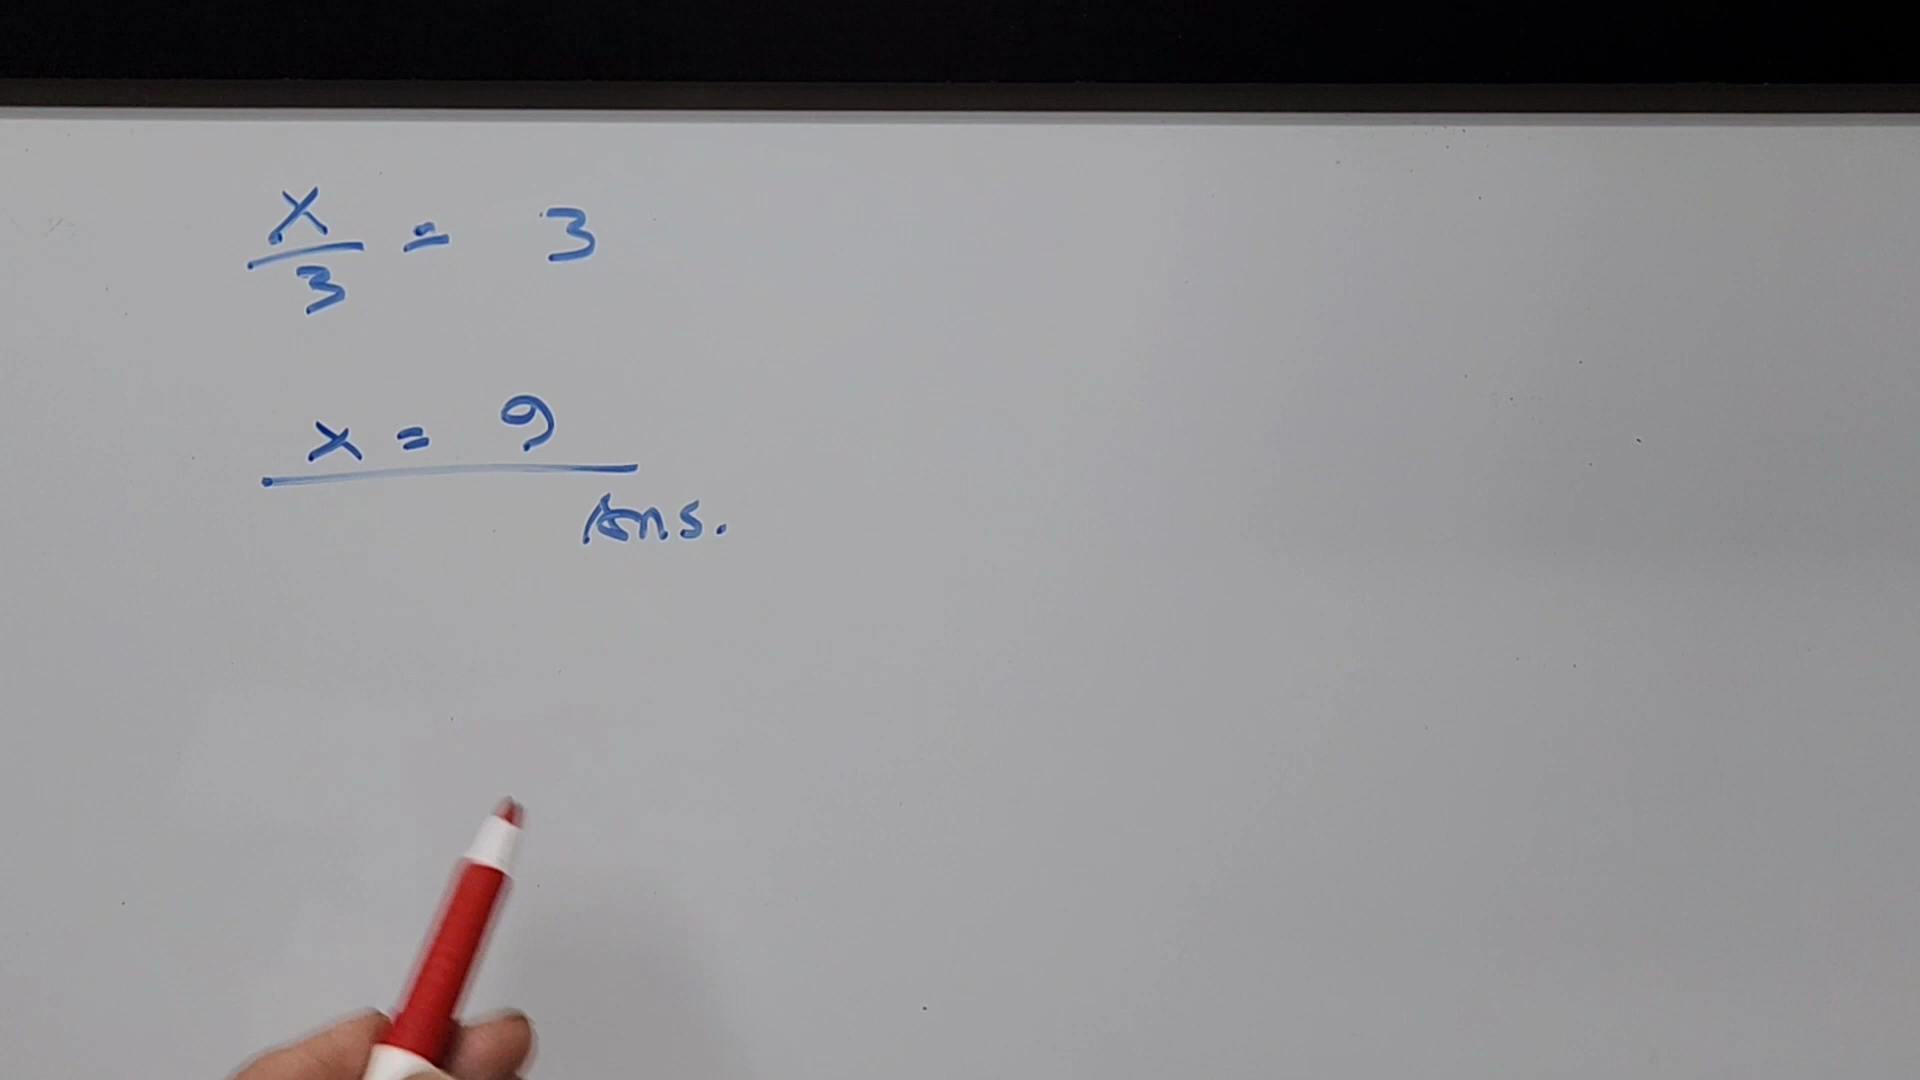 x/3 = 3
x = 9
Ans.